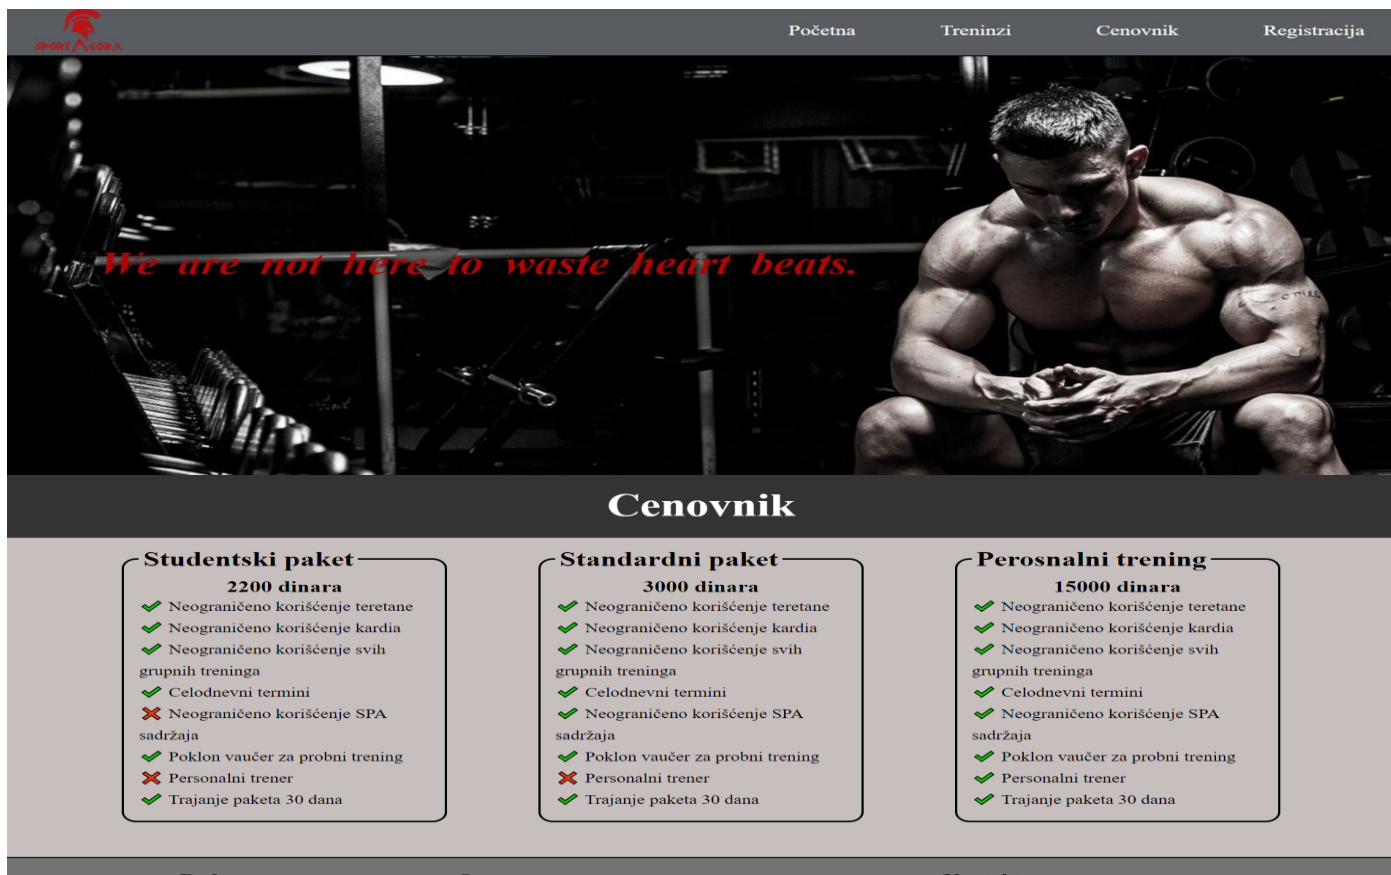 SPORTAGORA
Početna Treninzi Cenovnik Registracija
We are not here to waste heart beats.
Cenovnik
Studentski paket
2200 dinara
Neograničeno korišćenje teretane
Neograničeno korišćenje kardia
Neograničeno korišćenje svih
grupnih treninga
Celodnevni termini
Neograničeno korišćenje SPA
sadržaja
Poklon vaučer za probni trening
Personalni trener
Trajanje paketa 30 dana
Standardni paket
3000 dinara
Neograničeno korišćenje teretane
Neograničeno korišćenje kardia
Neograničeno korišćenje svih
grupnih treninga
Celodnevni termini
Neograničeno korišćenje SPA
sadržaja
Poklon vaučer za probni trening
Personalni trener
Trajanje paketa 30 dana
Perosnalni trening
15000 dinara
Neograničeno korišćenje teretane
Neograničeno korišćenje kardia
Neograničeno korišćenje svih
grupnih treninga
Celodnevni termini
Neograničeno korišćenje SPA
sadržaja
Poklon vaučer za probni trening
Personalni trener
Trajanje paketa 30 dana